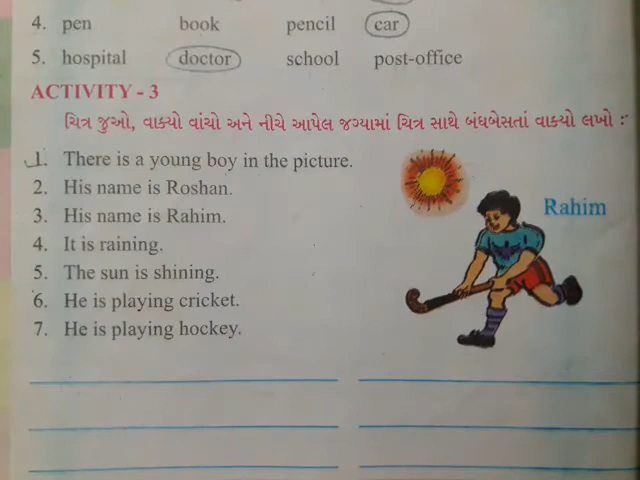 4. pen book pencil car
5. hospital doctor school post-office
ACTIVITY - 3
ચિત્ર જુઓ, વાક્યો વાંચો અને નીચે આપેલ જગ્યામાં ચિત્ર સાથે બંધબેસતાં વાક્યો લખો :
1. There is a young boy in the picture.
2. His name is Roshan.
Rahim
3. His name is Rahim.
4. It is raining.
5. The sun is shining.
6. He is playing cricket.
7. He is playing hockey.